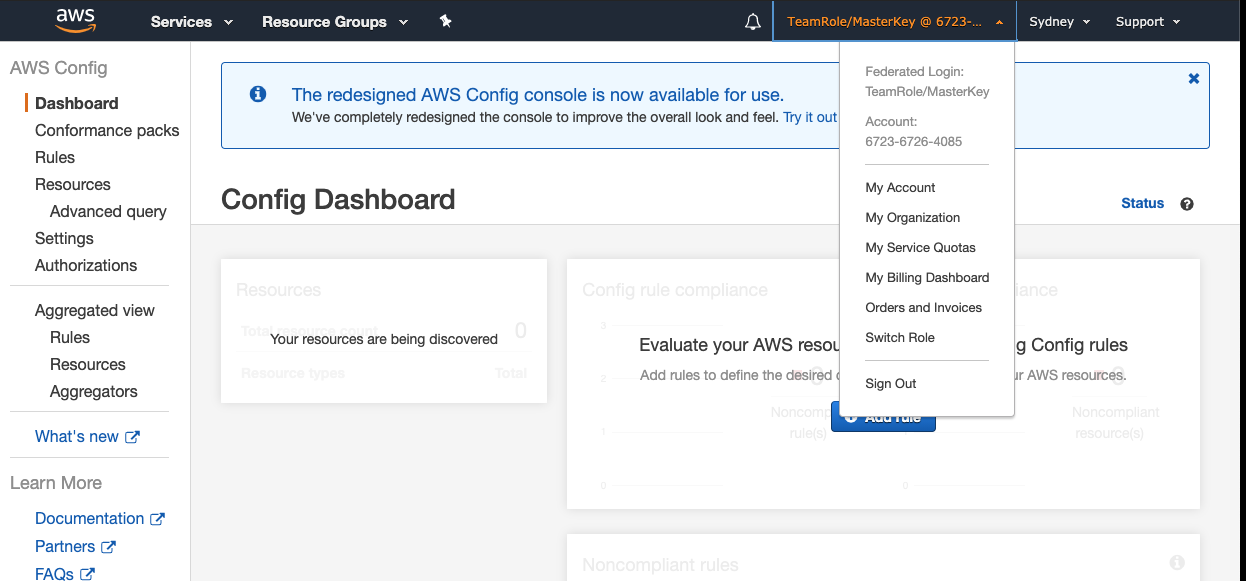 aws
Services
Resource Groups
TeamRole/MasterKey @ 6723-...
Sydney
Support
AWS Config
Dashboard
Conformance packs
Rules
Resources
Advanced query
Settings
Authorizations
Aggregated view
Rules
Resources
Aggregators
What's new
Learn More
Documentation
Partners
FAQs
The redesigned AWS Config console is now available for use.
We've completely redesigned the console to improve the overall look and feel. Try it out
Federated Login:
TeamRole/MasterKey
Account:
6723-6726-4085
My Account
My Organization
My Service Quotas
My Billing Dashboard
Orders and Invoices
Switch Role
Sign Out
Config Dashboard
Status
Resources
Total resource count
0
Your resources are being discovered
Resource types
Total
Config rule compliance
3
2
1
0
Evaluate your AWS
Config rules
Add rules to define the desired
AWS resources.
0
rule(s)
Noncompliant
resource(s)
Add rule
Noncompliant rules